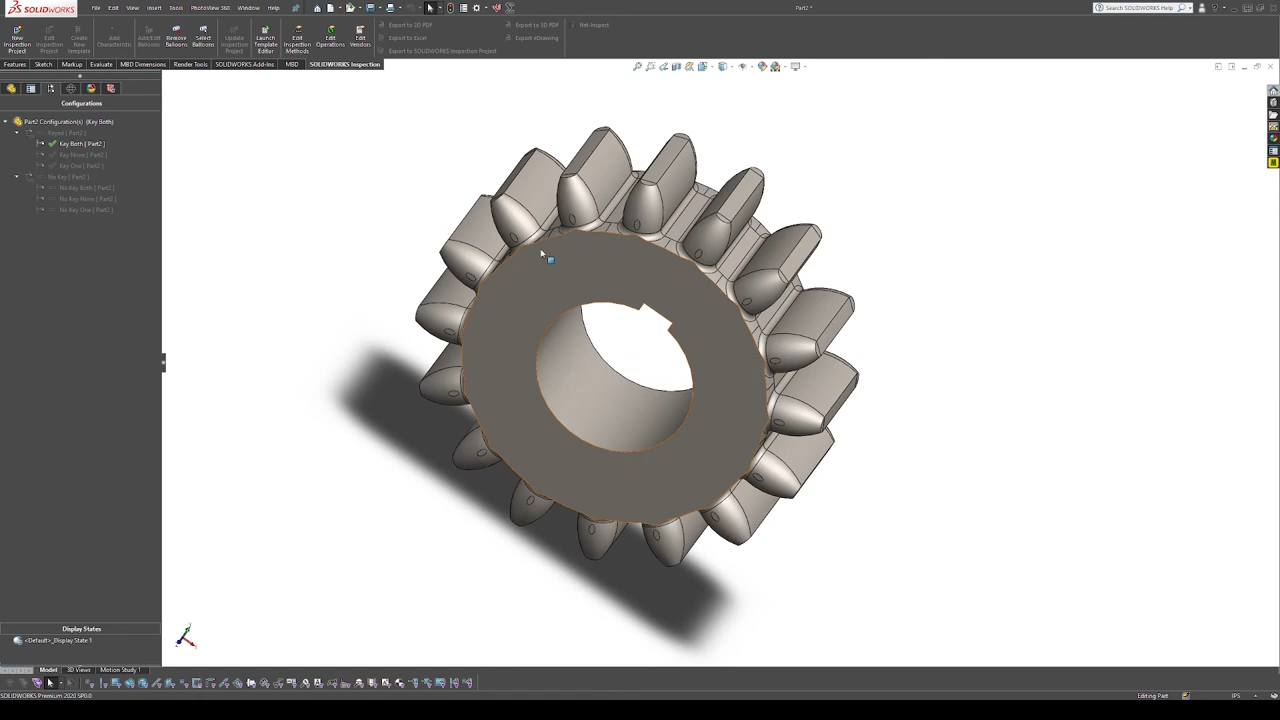 SOLIDWORKS File Edit View Insert Tools PhotoView 360 Window Help Part2 * Search SOLIDWORKS Help
New Inspection Project
Edit Inspection Project
Create New Template
Add Characteristic
Add/Edit Balloons
Remove Balloons
Select Balloons
Update Inspection Project
Launch Template Editor
Edit Inspection Methods
Edit Operations
Edit Vendors
Export to 2D PDF
Export to Excel
Export to SOLIDWORKS Inspection Project
Export to 3D PDF
Export eDrawing
Net-Inspect
Features Sketch Markup Evaluate MBD Dimensions Render Tools SOLIDWORKS Add-Ins MBD SOLIDWORKS Inspection
Configurations
Part2 Configuration(s) (Key Both)
Keyed [ Part2 ]
Key Both [ Part2 ]
Key None [ Part2 ]
Key One [ Part2 ]
No Key [ Part2 ]
No Key Both [ Part2 ]
No Key None [ Part2 ]
No Key One [ Part2 ]
Display States
<Default>_Display State 1
Model 3D Views Motion Study 1
SOLIDWORKS Premium 2020 SP0.0 Editing Part IPS